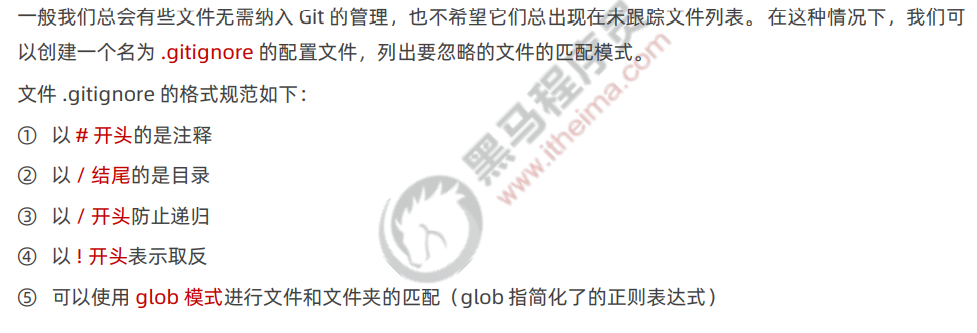 一般我们总会有些文件无需纳入 Git 的管理，也不希望它们总出现在未跟踪文件列表。 在这种情况下，我们可
以创建一个名为 .gitignore 的配置文件，列出要忽略的文件的匹配模式。
文件 .gitignore 的格式规范如下：
① 以 # 开头的是注释
② 以 / 结尾的是目录
③ 以 / 开头防止递归
④ 以 ! 开头表示取反
⑤ 可以使用 glob 模式进行文件和文件夹的匹配（glob 指简化了的正则表达式）
黑马程序员
www.itheima.com